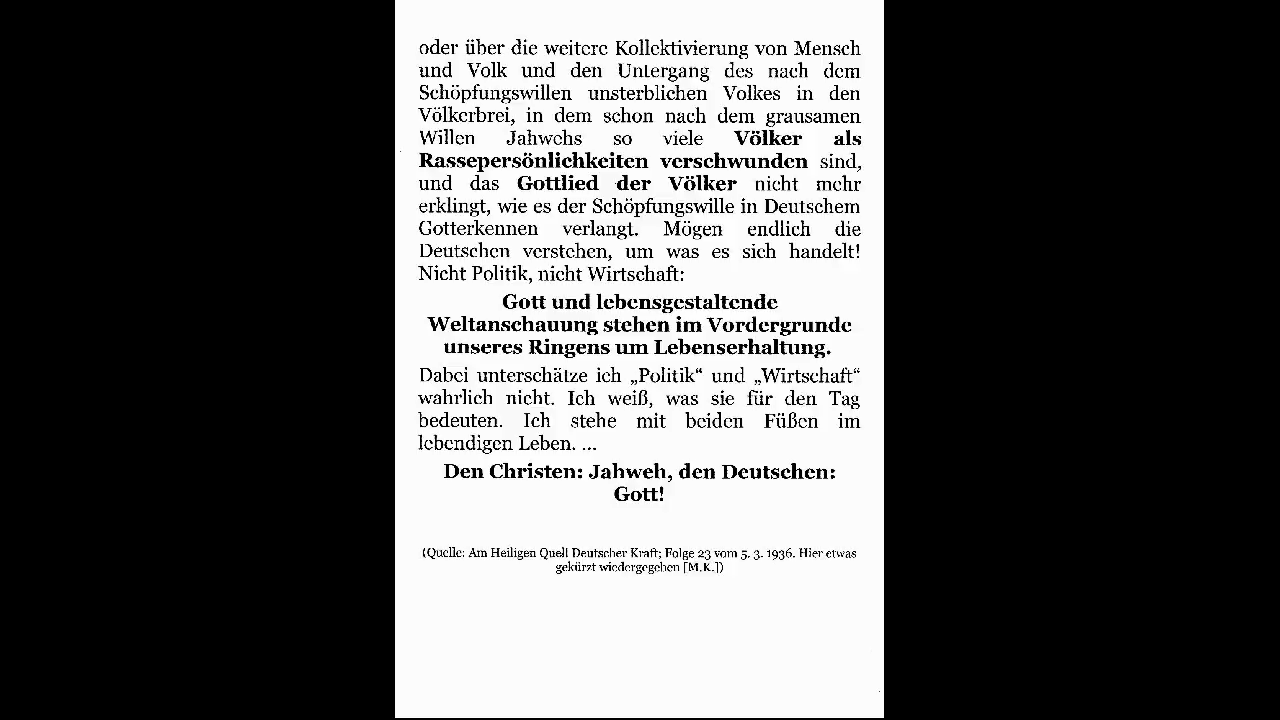 oder über die weitere Kollektivierung von Mensch
und Volk und den Untergang des nach dem
Schöpfungswillen unsterblichen Volkes in den
Völkerbrei, in dem schon nach dem grausamen
Willen Jahwehs so viele Völker als
Rassepersönlichkeiten verschwunden sind,
und das Gottlied der Völker nicht mehr
erklingt, wie es der Schöpfungswille in Deutschem
Gotterkennen verlangt. Mögen endlich die
Deutschen verstehen, um was es sich handelt!
Nicht Politik, nicht Wirtschaft:
Gott und lebensgestaltende
Weltanschauung stehen im Vordergrunde
unseres Ringens um Lebenserhaltung.
Dabei unterschätze ich „Politik“ und „Wirtschaft“
wahrlich nicht. Ich weiß, was sie für den Tag
bedeuten. Ich stehe mit beiden Füßen im
lebendigen Leben. ...
Den Christen: Jahweh, den Deutschen:
Gott!
(Quelle: Am Heiligen Quell Deutscher Kraft; Folge 23 vom 5. 3. 1936. Hier etwas
gekürzt wiedergegeben [M.K.])